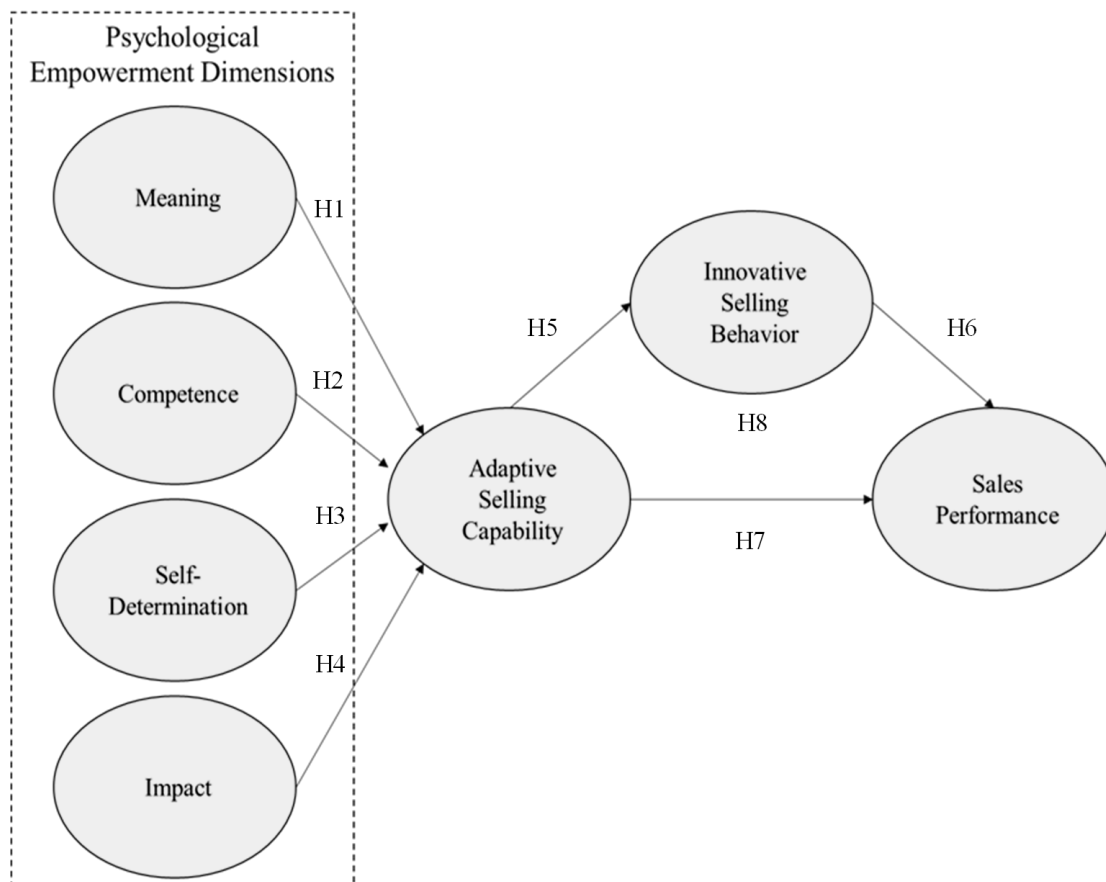 Psychological
Empowerment Dimensions
Meaning
H1
Competence
H2
Self-
Determination
H3
Impact
H4
Adaptive
Selling
Capability
H5
Innovative
Selling
Behavior
H6
H8
H7
Sales
Performance